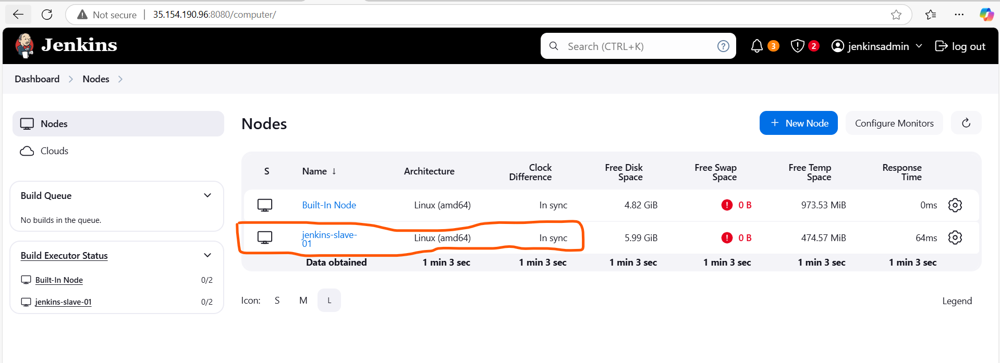 Not secure 35.154.190.96:8080/computer/
Jenkins
Search (CTRL+K)
?
3
2
jenkinsadmin
log out
Dashboard
Nodes
Nodes
Clouds
Build Queue
No builds in the queue.
Build Executor Status
Built-In Node 0/2
jenkins-slave-01 0/2
Nodes
+ New Node
Configure Monitors
S Name ↓ Architecture
Clock
Difference
Free Disk
Space
Free Swap
Space
Free Temp
Space
Response
Time
Built-In Node Linux (amd64) In sync 4.82 GiB ! 0 B 973.53 MiB 0ms
jenkins-slave-
01
Linux (amd64) In sync 5.99 GiB ! 0 B 474.57 MiB 64ms
Data obtained 1 min 3 sec 1 min 3 sec 1 min 3 sec 1 min 3 sec 1 min 3 sec 1 min 3 sec
Icon: S M L
Legend